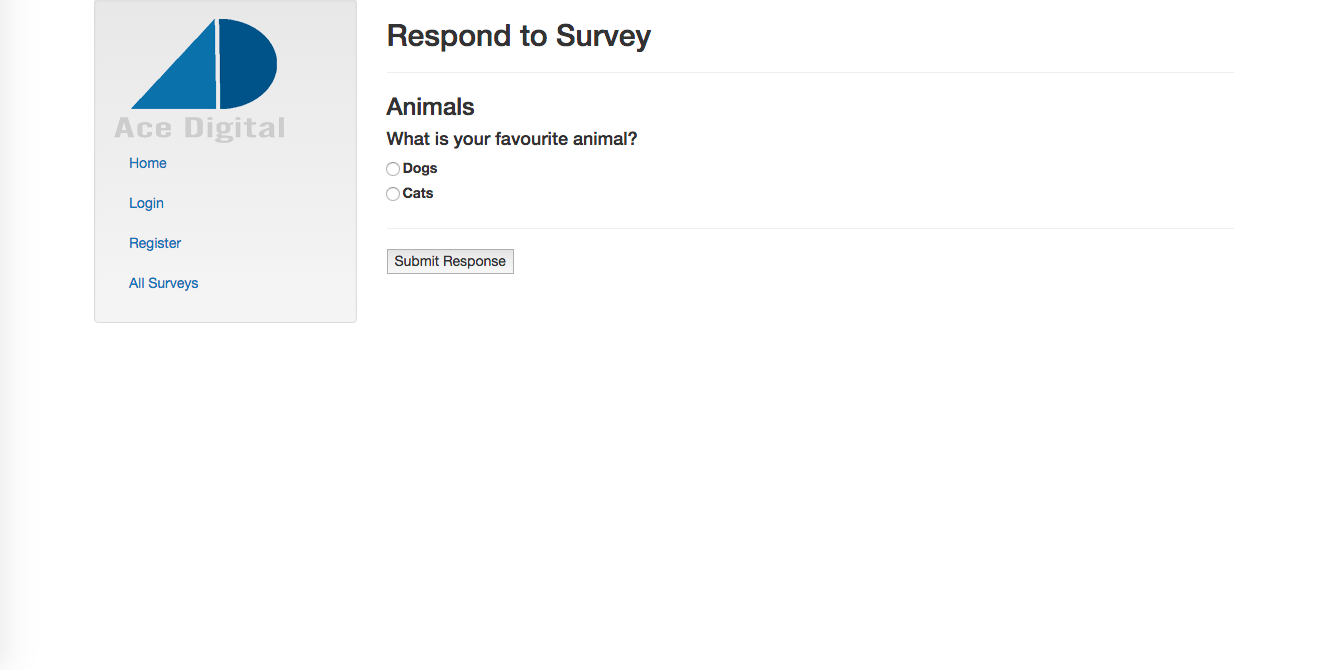 Ace Digital
Home
Login
Register
All Surveys
Respond to Survey
Animals
What is your favourite animal?
Dogs
Cats
Submit Response